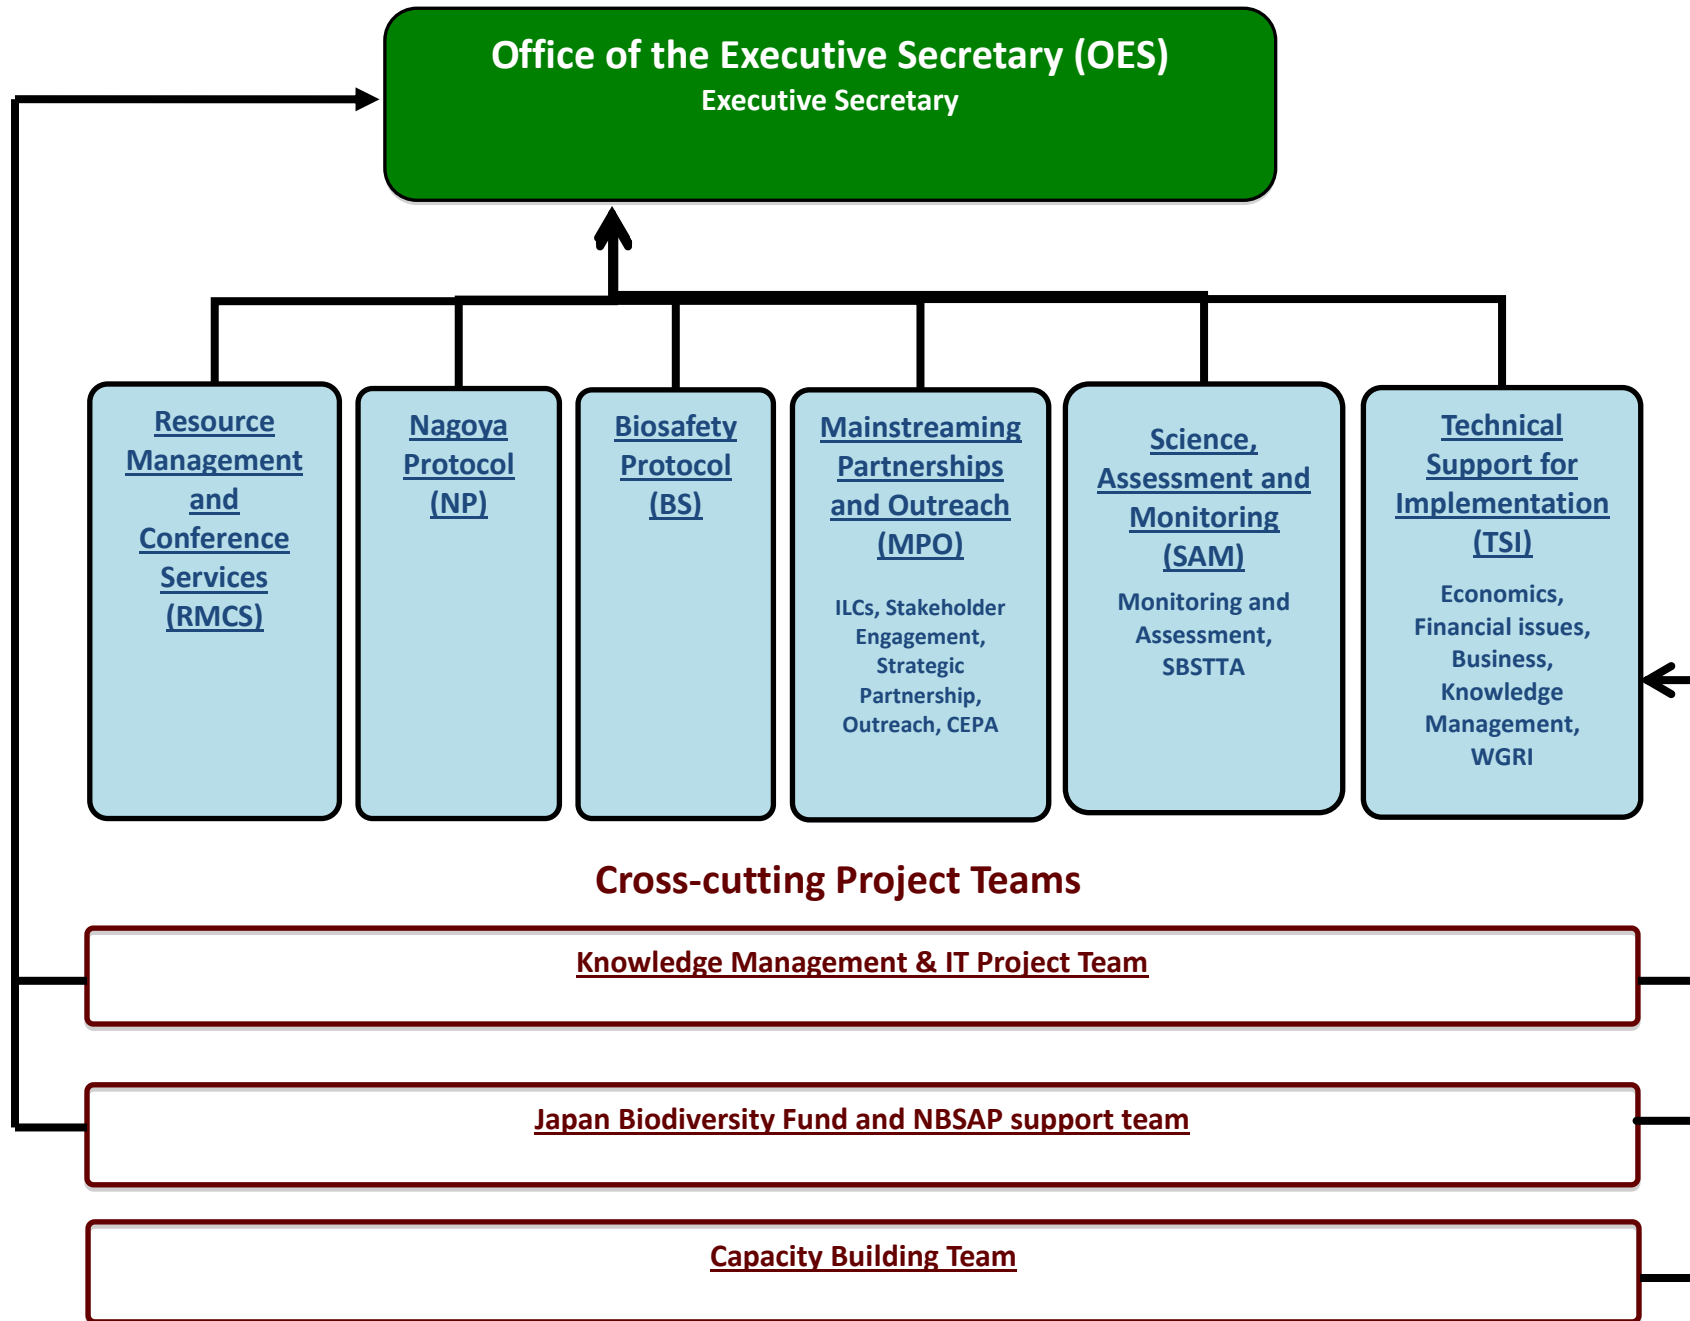 Office of the Executive Secretary (OES)
Executive Secretary
Resource
Management
and
Conference
Services
(RMCS)
Nagoya
Protocol
(NP)
Biosafety
Protocol
(BS)
Mainstreaming
Partnerships
and Outreach
(MPO)
ILCs, Stakeholder
Engagement,
Strategic
Partnership,
Outreach, CEPA
Science,
Assessment and
Monitoring
(SAM)
Monitoring and
Assessment,
SBSTTA
Technical
Support for
Implementation
(TSI)
Economics,
Financial issues,
Business,
Knowledge
Management,
WGRI
Cross-cutting Project Teams
Knowledge Management & IT Project Team
Japan Biodiversity Fund and NBSAP support team
Capacity Building Team